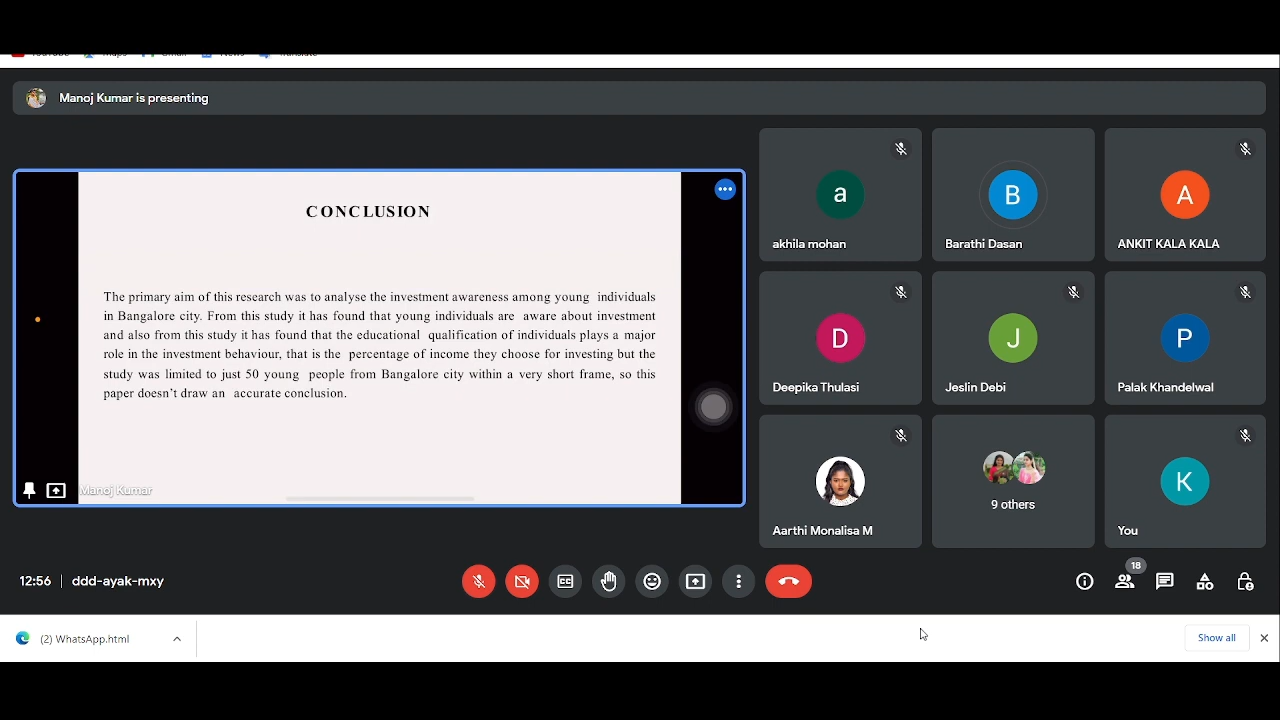 Manoj Kumar is presenting
CONCLUSION
The primary aim of this research was to analyse the investment awareness among young individuals
in Bangalore city. From this study it has found that young individuals are aware about investment
and also from this study it has found that the educational qualification of individuals plays a major
role in the investment behaviour, that is the percentage of income they choose for investing but the
study was limited to just 50 young people from Bangalore city within a very short frame, so this
paper doesn't draw an accurate conclusion.
Manoj Kumar
a
akhila mohan
B
Barathi Dasan
A
ANKIT KALA KALA
D
Deepika Thulasi
J
Jeslin Debi
P
Palak Khandelwal
Aarthi Monalisa M
9 others
K
You
12:56 | ddd-ayak-mxy
18
(2) WhatsApp.html
Show all